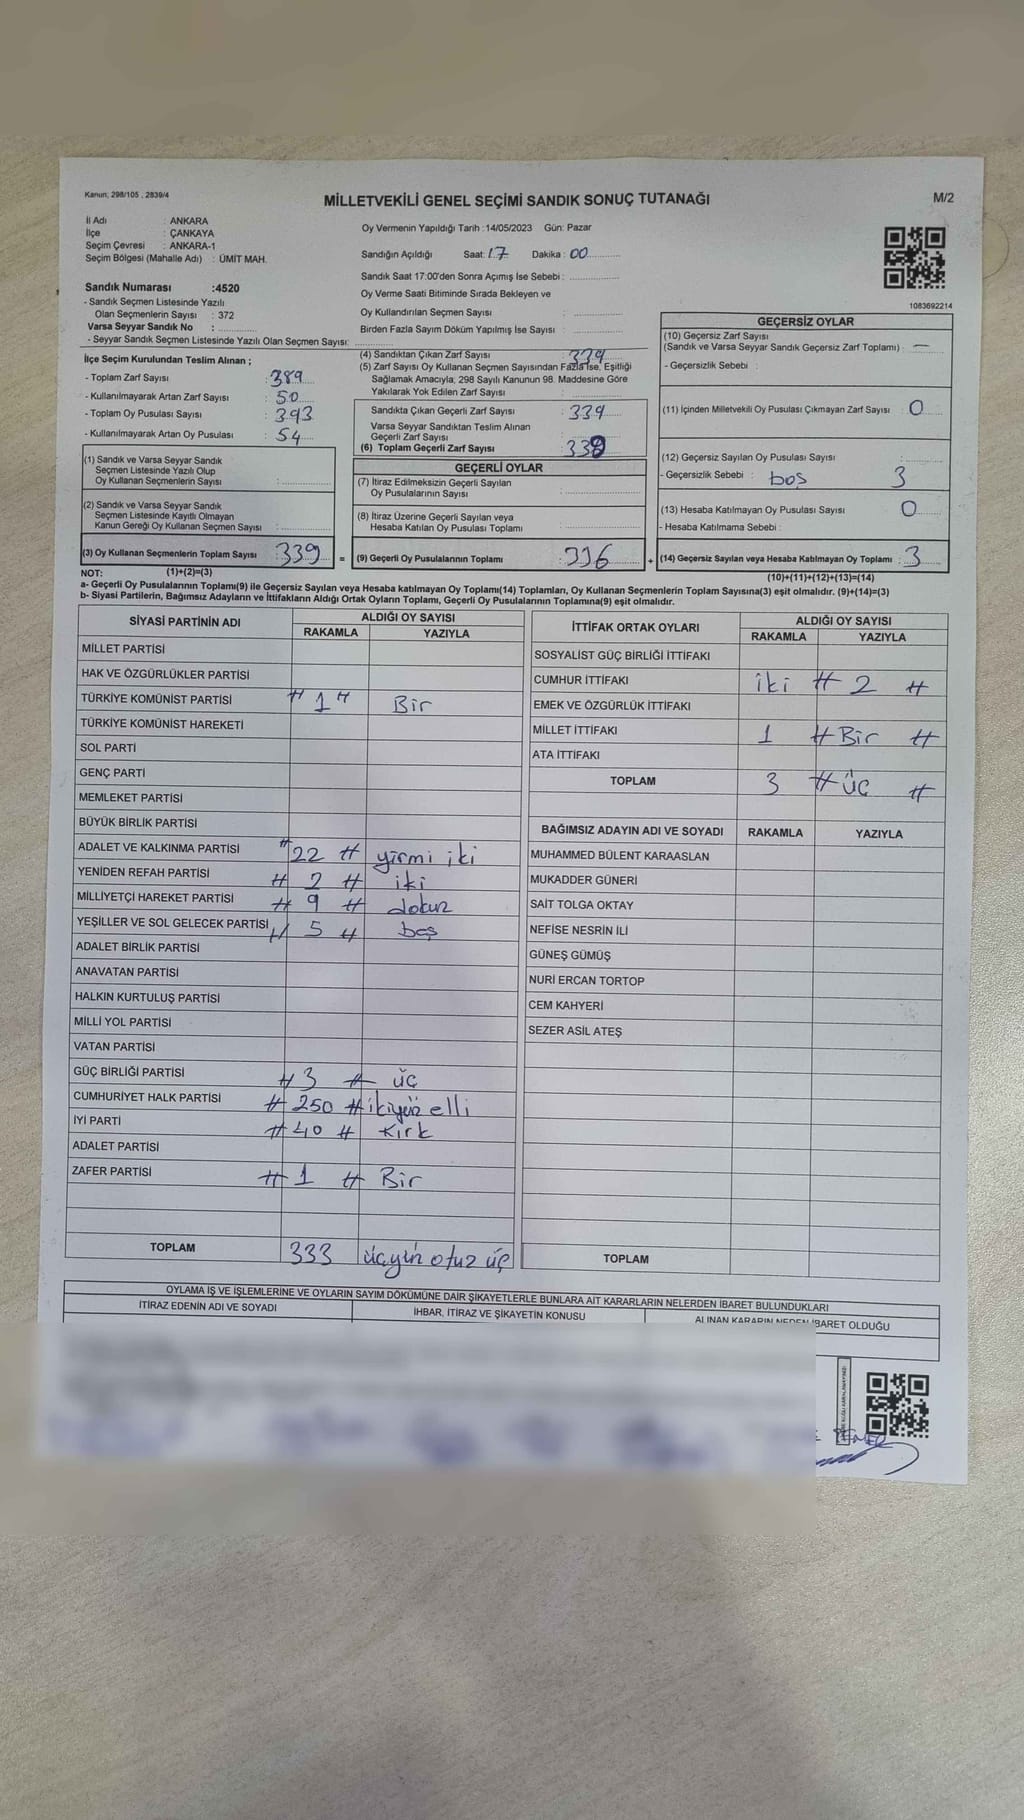 Kanun; 298/105 , 2839/4
MİLLETVEKİLİ GENEL SEÇİMİ SANDIK SONUÇ TUTANAĞI
M/2
İl Adı : ANKARA
İlçe : ÇANKAYA
Seçim Çevresi : ANKARA-1
Seçim Bölgesi (Mahalle Adı) : ÜMİT MAH.
Sandık Numarası :4520
- Sandık Seçmen Listesinde Yazılı
Olan Seçmenlerin Sayısı : 372
Varsa Seyyar Sandık No :
- Seyyar Sandık Seçmen Listesinde Yazılı Olan Seçmen Sayısı:
Oy Vermenin Yapıldığı Tarih :14/05/2023 Gün: Pazar
Sandığın Açıldığı Saat: 17 Dakika : 00
Sandık Saat 17:00'den Sonra Açımış İse Sebebi :
Oy Verme Saati Bitiminde Sırada Bekleyen ve
Oy Kullandırılan Seçmen Sayısı :
Birden Fazla Sayım Döküm Yapılmış İse Sayısı :
1083692214
İlçe Seçim Kurulundan Teslim Alınan ;
- Toplam Zarf Sayısı : 389
- Kullanılmayarak Artan Zarf Sayısı : 50
- Toplam Oy Pusulası Sayısı : 393
- Kullanılmayarak Artan Oy Pusulası : 54
(1) Sandık ve Varsa Seyyar Sandık
Seçmen Listesinde Yazılı Olup
Oy Kullanan Seçmenlerin Sayısı :
(2) Sandık ve Varsa Seyyar Sandık
Seçmen Listesinde Kayıtlı Olmayan
Kanun Gereği Oy Kullanan Seçmen Sayısı :
(3) Oy Kullanan Seçmenlerin Toplam Sayısı : 339 =
(4) Sandıktan Çıkan Zarf Sayısı : 339
(5) Zarf Sayısı Oy Kullanan Seçmen Sayısından Fazla İse, Eşitliği
Sağlamak Amacıyla, 298 Sayılı Kanunun 98. Maddesine Göre
Yakılarak Yok Edilen Zarf Sayısı :
Sandıkta Çıkan Geçerli Zarf Sayısı : 339
Varsa Seyyar Sandıktan Teslim Alınan
Geçerli Zarf Sayısı :
(6) Toplam Geçerli Zarf Sayısı : 339
GEÇERLİ OYLAR
(7) İtiraz Edilmeksizin Geçerli Sayılan
Oy Pusulalarının Sayısı :
(8) İtiraz Üzerine Geçerli Sayılan veya
Hesaba Katılan Oy Pusulası Toplamı :
(9) Geçerli Oy Pusulalarının Toplamı : 336 +
GEÇERSİZ OYLAR
(10) Geçersiz Zarf Sayısı
(Sandık ve Varsa Seyyar Sandık Geçersiz Zarf Toplamı) : —
- Geçersizlik Sebebi :
(11) İçinden Milletvekili Oy Pusulası Çıkmayan Zarf Sayısı : 0
(12) Geçersiz Sayılan Oy Pusulası Sayısı :
- Geçersizlik Sebebi : boş 3
(13) Hesaba Katılmayan Oy Pusulası Sayısı : 0
- Hesaba Katılmama Sebebi :
(14) Geçersiz Sayılan veya Hesaba Katılmayan Oy Toplamı : 3
NOT: (1)+(2)=(3)
(10)+(11)+(12)+(13)=(14)
a- Geçerli Oy Pusulalarının Toplamı(9) ile Geçersiz Sayılan veya Hesaba katılmayan Oy Toplamı(14) Toplamları, Oy Kullanan Seçmenlerin Toplam Sayısına(3) eşit olmalıdır. (9)+(14)=(3)
b- Siyasi Partilerin, Bağımsız Adayların ve İttifakların Aldığı Ortak Oyların Toplamı, Geçerli Oy Pusulalarının Toplamına(9) eşit olmalıdır.
SİYASİ PARTİNİN ADI ALDIĞI OY SAYISI
RAKAMLA YAZIYLA
MİLLET PARTİSİ
HAK VE ÖZGÜRLÜKLER PARTİSİ
TÜRKİYE KOMÜNİST PARTİSİ # 1 # Bir
TÜRKİYE KOMÜNİST HAREKETİ
SOL PARTİ
GENÇ PARTİ
MEMLEKET PARTİSİ
BÜYÜK BİRLİK PARTİSİ
ADALET VE KALKINMA PARTİSİ # 22 # yirmi iki
YENİDEN REFAH PARTİSİ # 2 # iki
MİLLİYETÇİ HAREKET PARTİSİ # 9 # dokuz
YEŞİLLER VE SOL GELECEK PARTİSİ # 5 # beş
ADALET BİRLİK PARTİSİ
ANAVATAN PARTİSİ
HALKIN KURTULUŞ PARTİSİ
MİLLİ YOL PARTİSİ
VATAN PARTİSİ
GÜÇ BİRLİĞİ PARTİSİ # 3 # üç
CUMHURİYET HALK PARTİSİ # 250 # ikiyüz elli
İYİ PARTİ # 40 # Kırk
ADALET PARTİSİ
ZAFER PARTİSİ # 1 # Bir
TOPLAM 333 üçyüz otuz üç
İTTİFAK ORTAK OYLARI ALDIĞI OY SAYISI
RAKAMLA YAZIYLA
SOSYALİST GÜÇ BİRLİĞİ İTTİFAKI
CUMHUR İTTİFAKI iki # 2 #
EMEK VE ÖZGÜRLÜK İTTİFAKI
MİLLET İTTİFAKI 1 # Bir #
ATA İTTİFAKI
TOPLAM 3 # üç #
BAĞIMSIZ ADAYIN ADI VE SOYADI RAKAMLA YAZIYLA
MUHAMMED BÜLENT KARAASLAN
MUKADDER GÜNERİ
SAİT TOLGA OKTAY
NEFİSE NESRİN İLİ
GÜNEŞ GÜMÜŞ
NURİ ERCAN TORTOP
CEM KAHYERİ
SEZER ASİL ATEŞ
TOPLAM
OYLAMA İŞ VE İŞLEMLERİNE VE OYLARIN SAYIM DÖKÜMÜNE DAİR ŞİKAYETLERLE BUNLARA AİT KARARLARIN NELERDEN İBARET BULUNDUKLARI
İTİRAZ EDENİN ADI VE SOYADI İHBAR, İTİRAZ VE ŞİKAYETİN KONUSU ALINAN KARARIN NEDEN İBARET OLDUĞU